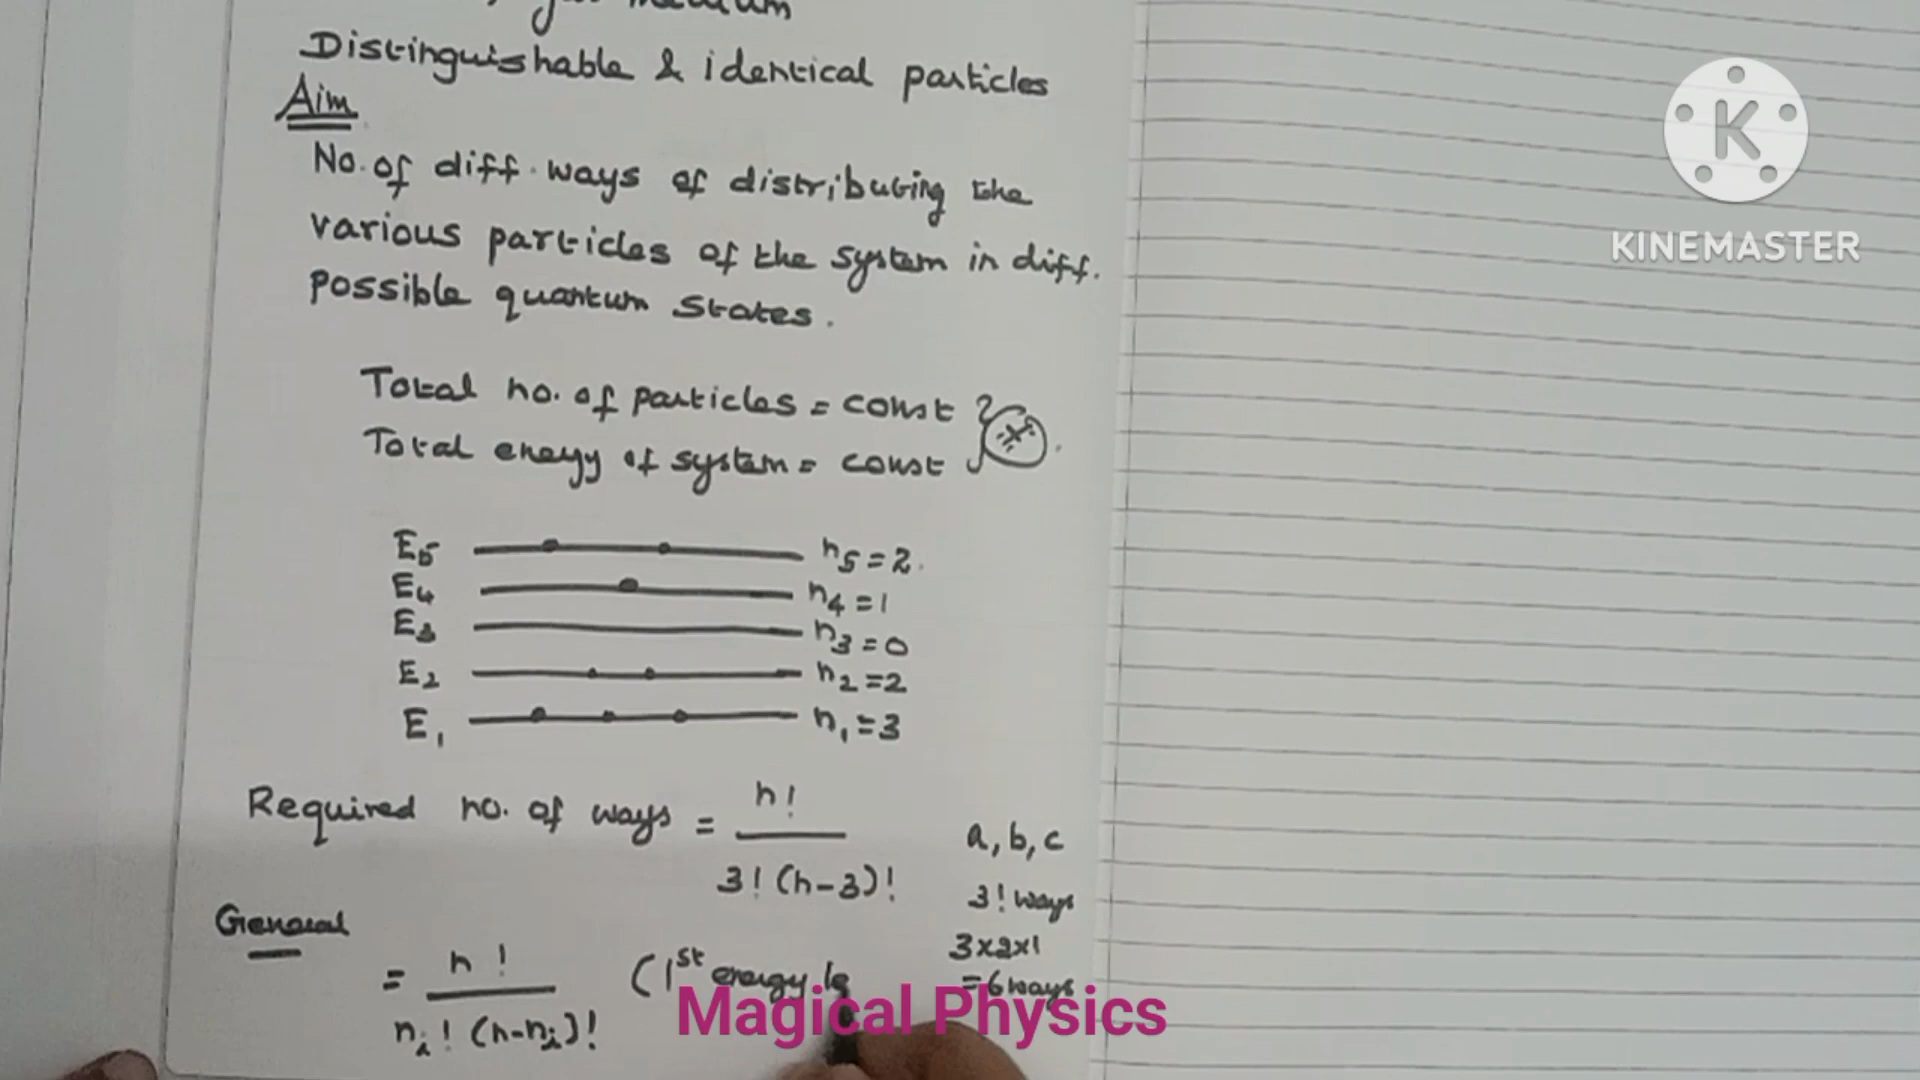 medium
Distinguishable & identical particles
Aim
No. of diff. ways of distributing the
various particles of the system in diff.
possible quantum states.
Total no. of particles = const
Total energy of system = const
E5 n5 = 2
E4 n4 = 1
E3 n3 = 0
E2 n2 = 2
E1 n1 = 3
Required no. of ways = n! / 3! (n-3)!
a, b, c
3! ways
3x2x1
= 6 ways
General
= n! / ni! (n-ni)! (1st energy le
Magical Physics
K
KINEMASTER